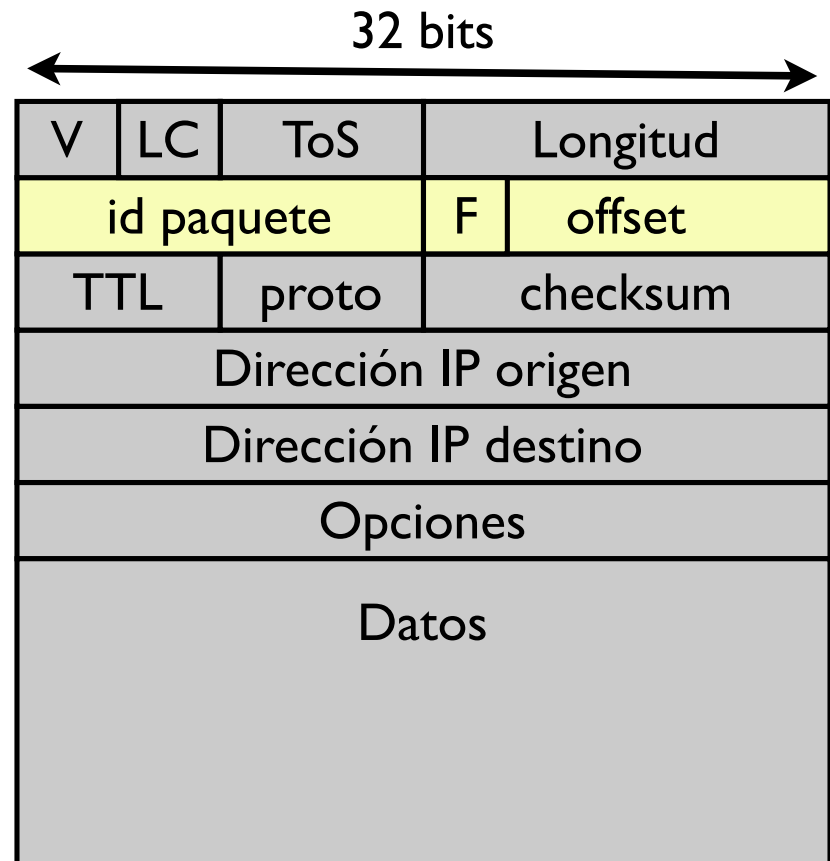 32 bits
V LC ToS Longitud
id paquete F offset
TTL proto checksum
Dirección IP origen
Dirección IP destino
Opciones
Datos